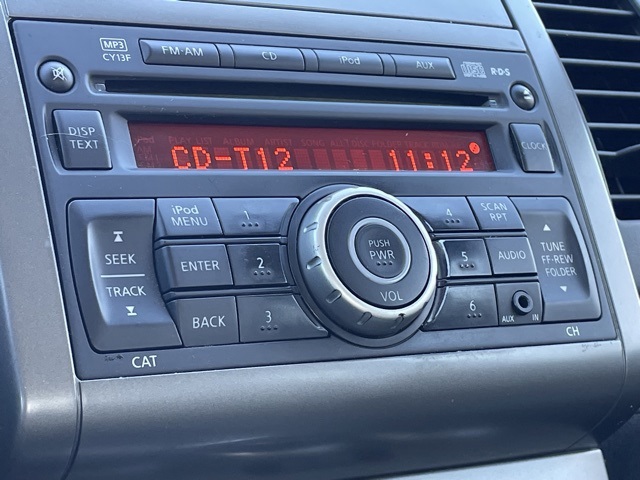 MP3
CY13F
FM·AM
CD
iPod
AUX
R·D·S
DISP
TEXT
CD-T12
11:12
CLOCK
SEEK
TRACK
iPod
MENU
1
ENTER
2
BACK
3
PUSH
PWR
VOL
4
SCAN
RPT
5
AUDIO
6
AUX
IN
TUNE
FF·REW
FOLDER
CAT
CH